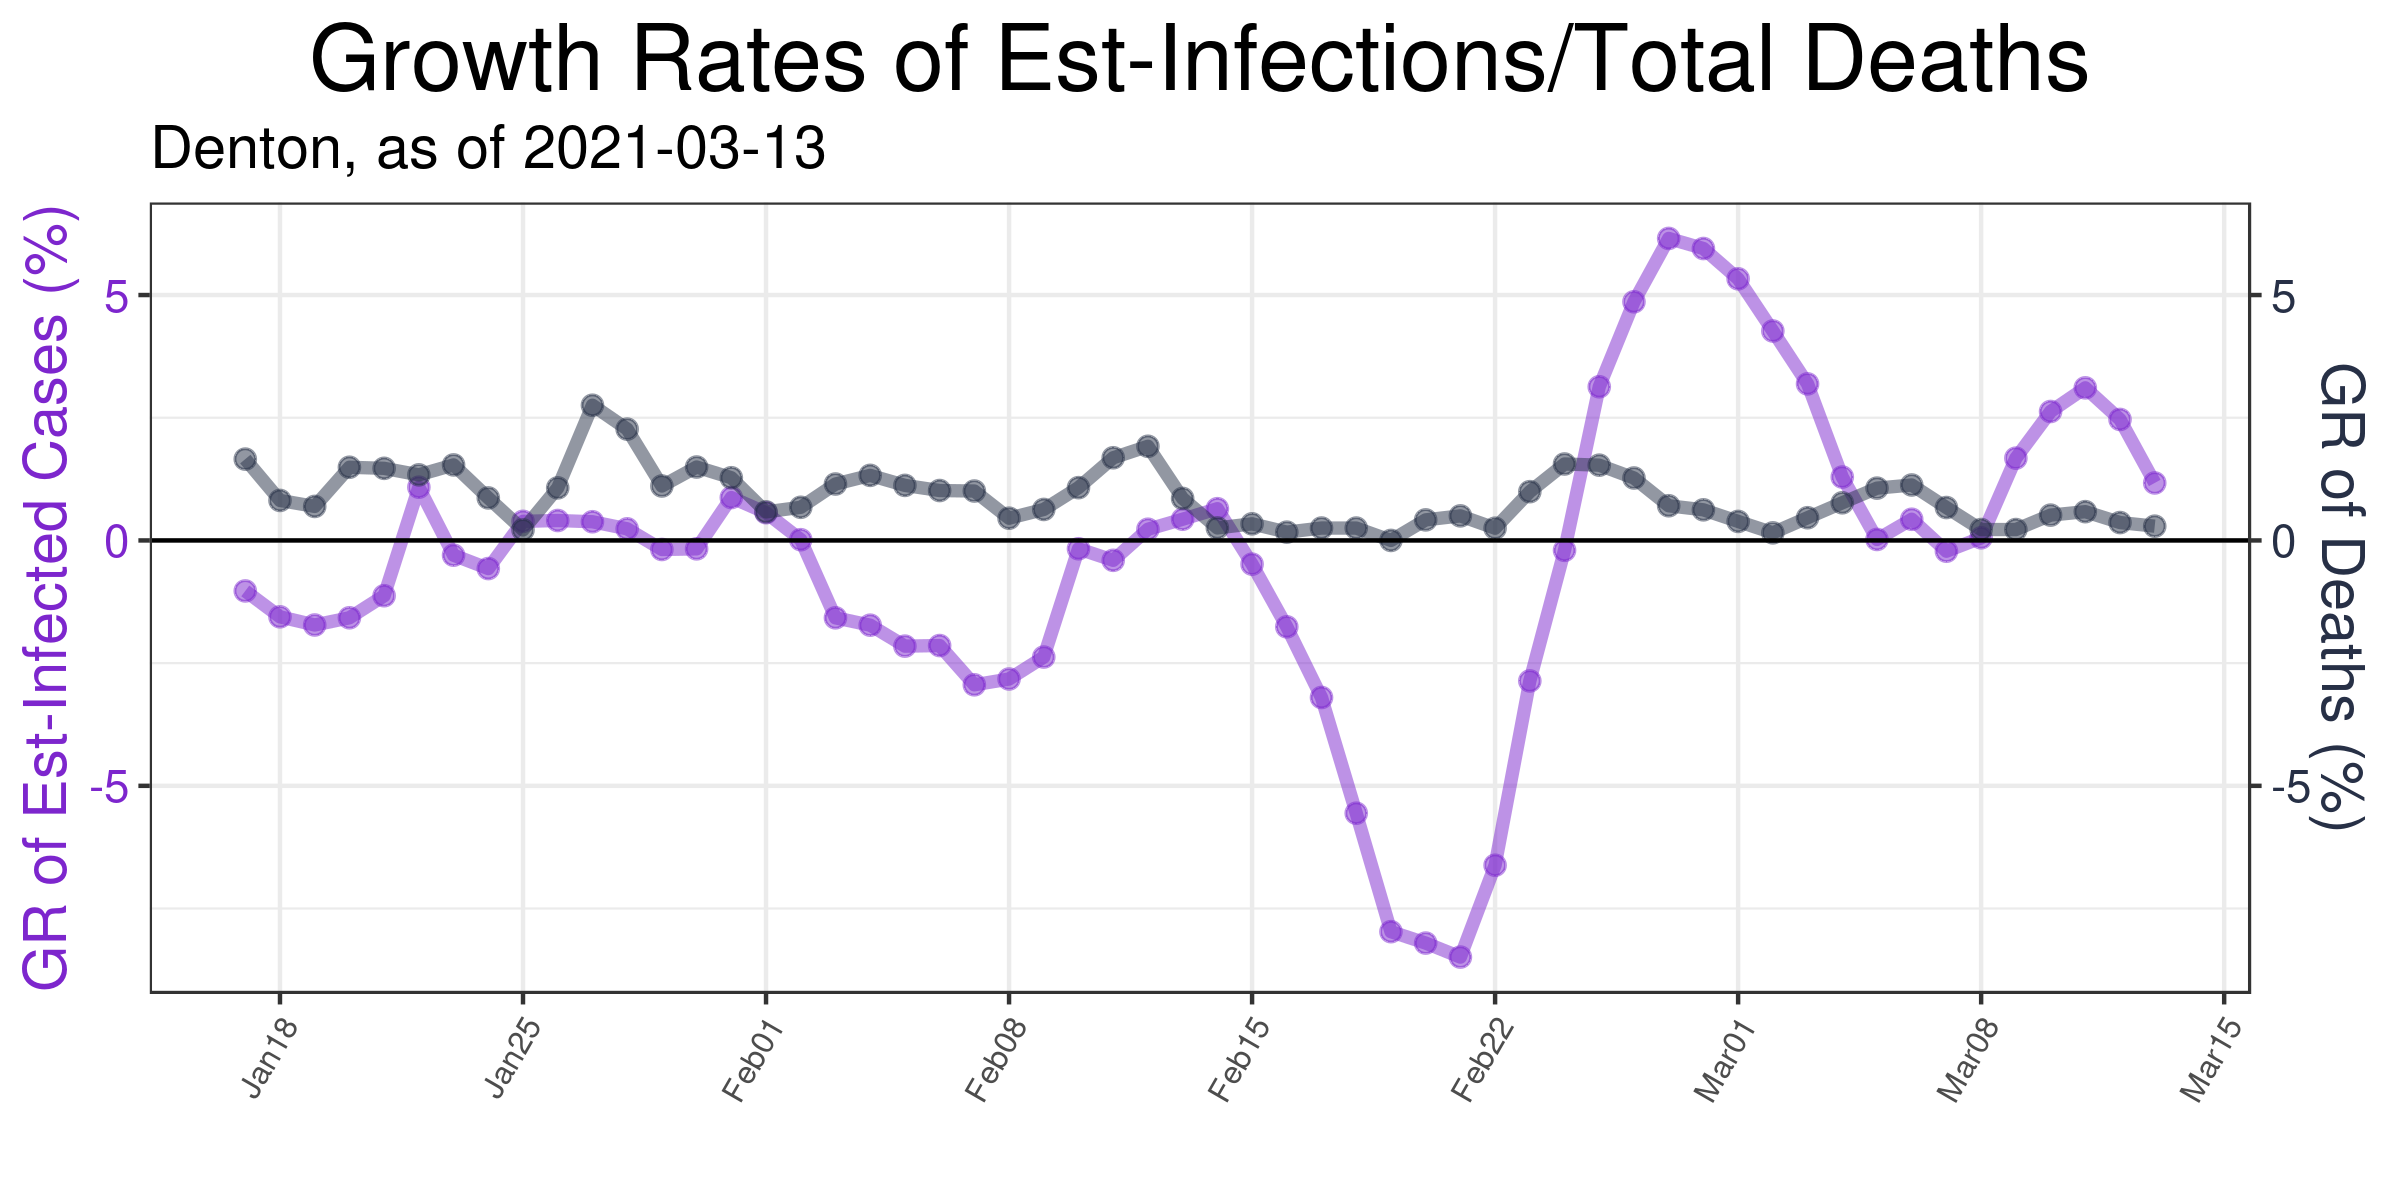 Growth Rates of Est-Infections/Total Deaths
Denton, as of 2021-03-13
GR of Est-Infected Cases (%)
5
0
-5
5
0
-5
GR of Deaths (%)
Jan18
Jan25
Feb01
Feb08
Feb15
Feb22
Mar01
Mar08
Mar15